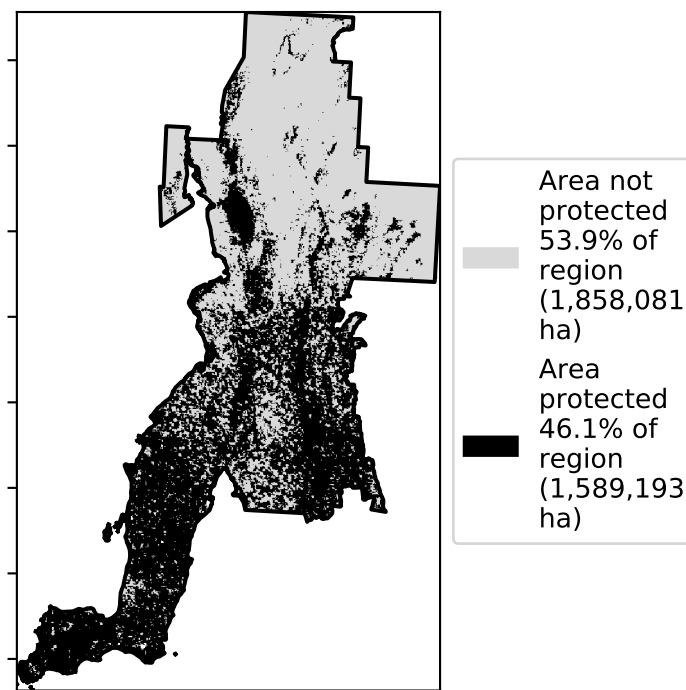 Area not
protected
53.9% of
region
(1,858,081
ha)
Area
protected
46.1% of
region
(1,589,193
ha)